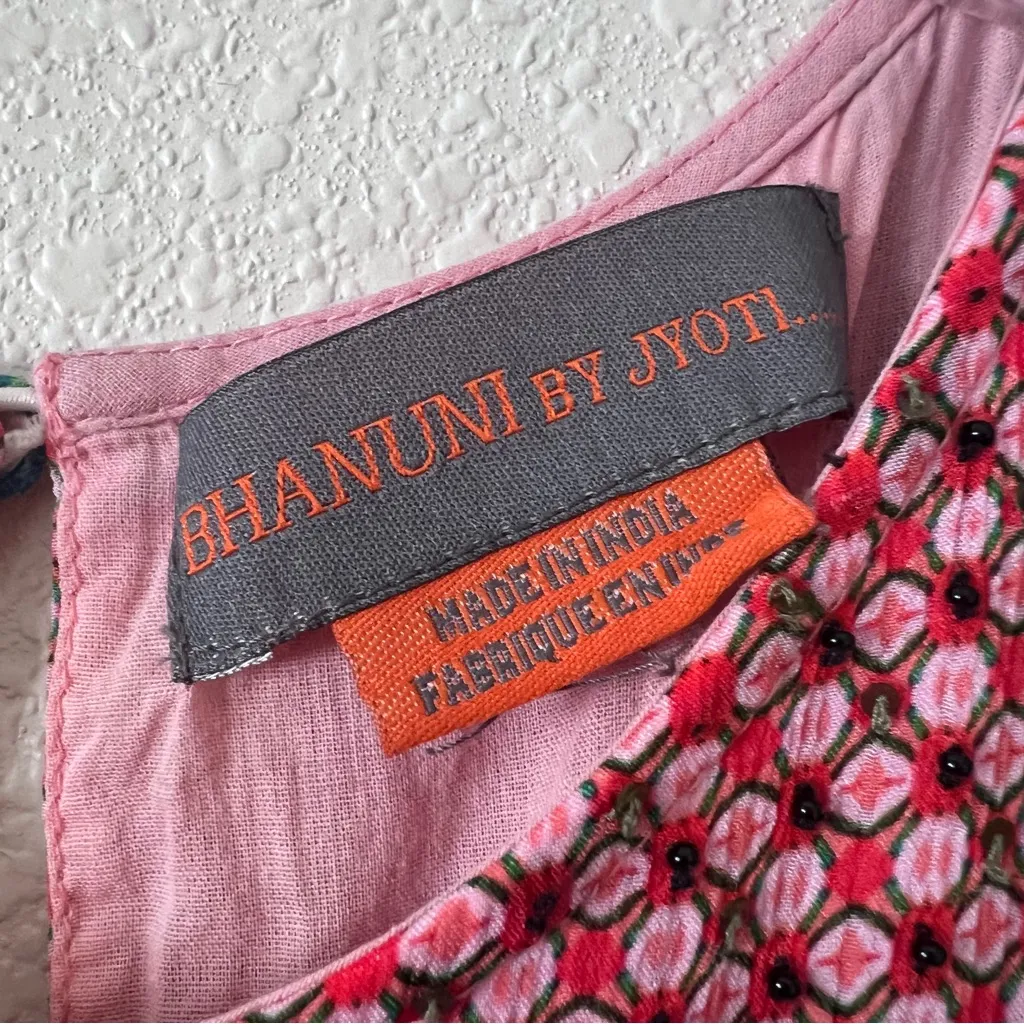 BHANUNI BY JYOTI....
MADE IN INDIA
FABRIQUE EN